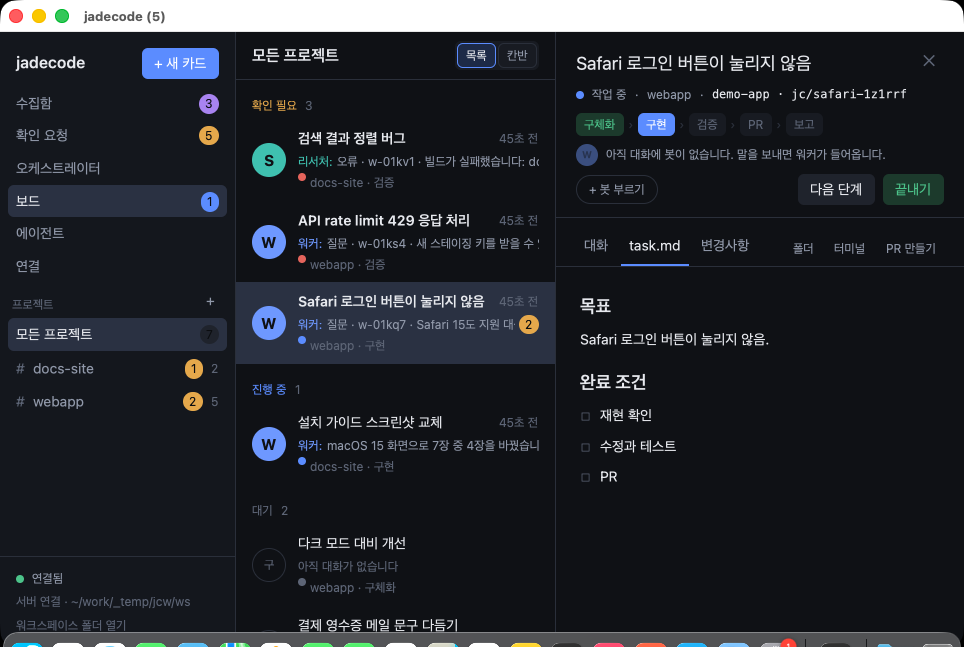 jadecode (5)
jadecode
+ 새 카드
수집함 3
확인 요청 5
오케스트레이터
보드 1
에이전트
연결
프로젝트 +
모든 프로젝트 7
# docs-site 1 2
# webapp 2 5
연결됨
서버 연결 · ~/work/_temp/jcw/ws
워크스페이스 폴더 열기
모든 프로젝트
목록 칸반
확인 필요 3
S
검색 결과 정렬 버그 45초 전
리서처: 오류 · w-01kv1 · 빌드가 실패했습니다: do
docs-site · 검증
W
API rate limit 429 응답 처리 45초 전
워커: 질문 · w-01ks4 · 새 스테이징 키를 받을 수
webapp · 검증
W
Safari 로그인 버튼이 눌리지 않음 45초 전
워커: 질문 · w-01kq7 · Safari 15도 지원 대 2
webapp · 구현
진행 중 1
W
설치 가이드 스크린샷 교체 45초 전
워커: macOS 15 화면으로 7장 중 4장을 바꿨습니
docs-site · 구현
대기 2
구
다크 모드 대비 개선
아직 대화가 없습니다
webapp · 구체화
결제 영수증 메일 문구 다듬기
Safari 로그인 버튼이 눌리지 않음
작업 중 · webapp · demo-app · jc/safari-1z1rrf
구체화 › 구현 › 검증 › PR › 보고
W 아직 대화에 봇이 없습니다. 말을 보내면 워커가 들어옵니다.
+ 봇 부르기 다음 단계 끝내기
대화 task.md 변경사항 폴더 터미널 PR 만들기
목표
Safari 로그인 버튼이 눌리지 않음.
완료 조건
재현 확인
수정과 테스트
PR